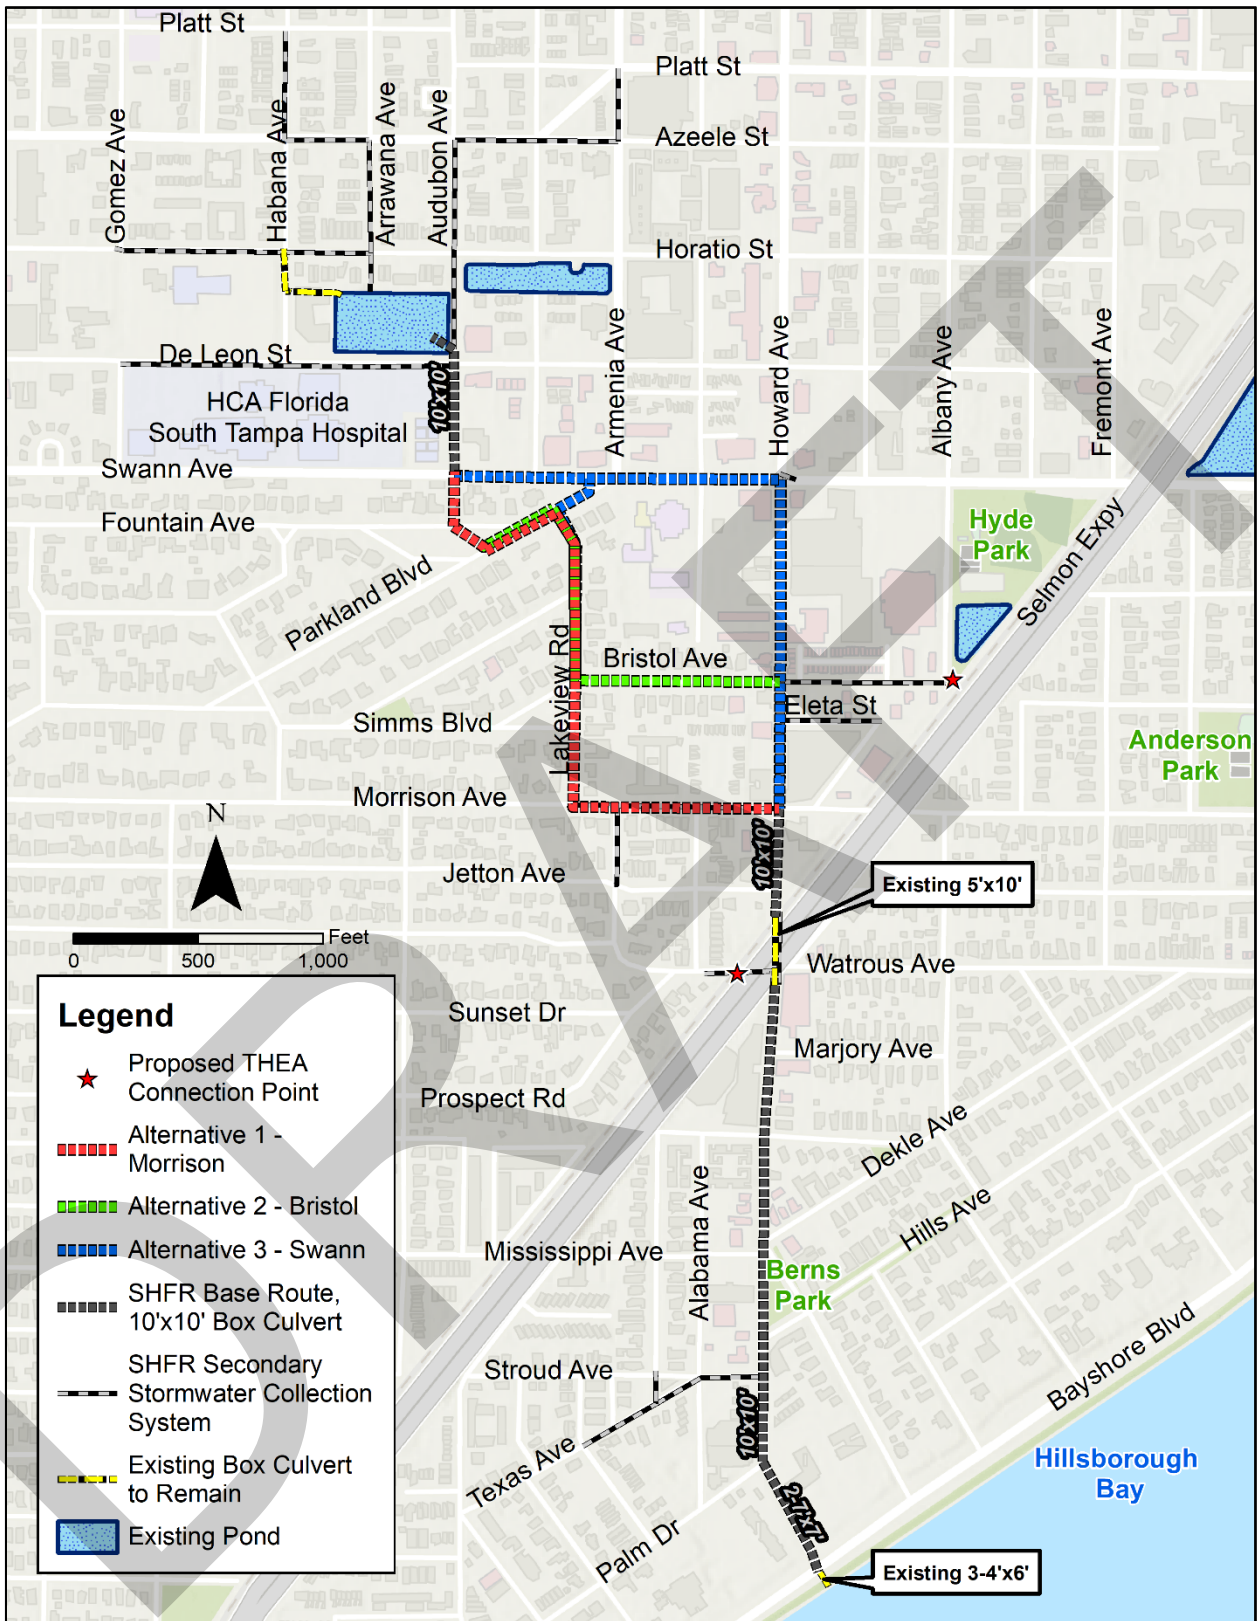 Platt St
Platt St
Azeele St
Gomez Ave
Habana Ave
Arrawana Ave
Audubon Ave
Horatio St
De Leon St
10'x10'
HCA Florida
South Tampa Hospital
Armenia Ave
Howard Ave
Albany Ave
Fremont Ave
Swann Ave
Fountain Ave
Hyde
Park
Selmon Expy
Parkland Blvd
Lakeview Rd
Bristol Ave
Eleta St
Simms Blvd
Anderson
Park
Morrison Ave
N
10'x10'
Jetton Ave
Existing 5'x10'
Feet
0 500 1,000
Watrous Ave
Sunset Dr
Marjory Ave
Prospect Rd
Dekle Ave
Hills Ave
Alabama Ave
Mississippi Ave
Berns
Park
Bayshore Blvd
Stroud Ave
10'x10'
Texas Ave
2-7'x7'
Palm Dr
Hillsborough
Bay
Existing 3-4'x6'
Legend
Proposed THEA
Connection Point
Alternative 1 -
Morrison
Alternative 2 - Bristol
Alternative 3 - Swann
SHFR Base Route,
10'x10' Box Culvert
SHFR Secondary
Stormwater Collection
System
Existing Box Culvert
to Remain
Existing Pond
DRAFT